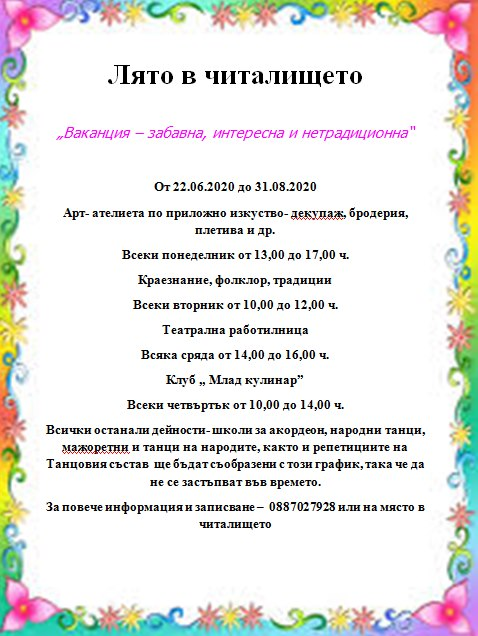 Лято в читалището
„Ваканция – забавна, интересна и нетрадиционна“
От 22.06.2020 до 31.08.2020
Арт- ателиета по приложно изкуство- декупаж, бродерия,
плетива и др.
Всеки понеделник от 13,00 до 17,00 ч.
Краезнание, фолклор, традиции
Всеки вторник от 10,00 до 12,00 ч.
Театрална работилница
Всяка сряда от 14,00 до 16,00 ч.
Клуб „ Млад кулинар”
Всеки четвъртък от 10,00 до 14,00 ч.
Всички останали дейности- школи за акордеон, народни танци,
мажоретни и танци на народите, както и репетициите на
Танцовия състав ще бъдат съобразени с този график, така че да
не се застъпват във времето.
За повече информация и записване – 0887027928 или на място в
читалището